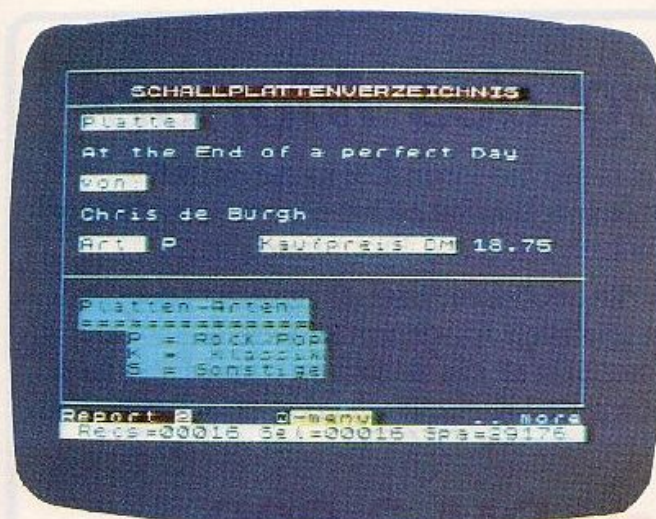 SCHALLPLATTENVERZEICHNIS
Platte:
At the End of a perfect Day
von:
Chris de Burgh
Art: P Kaufpreis DM 18.75
Platten-Arten:
==============
P = Rock/Pop
K = Klassik
S = Sonstige
Report 2 -menu .. more
Recs=00016 Sel=00016 Spa=29176